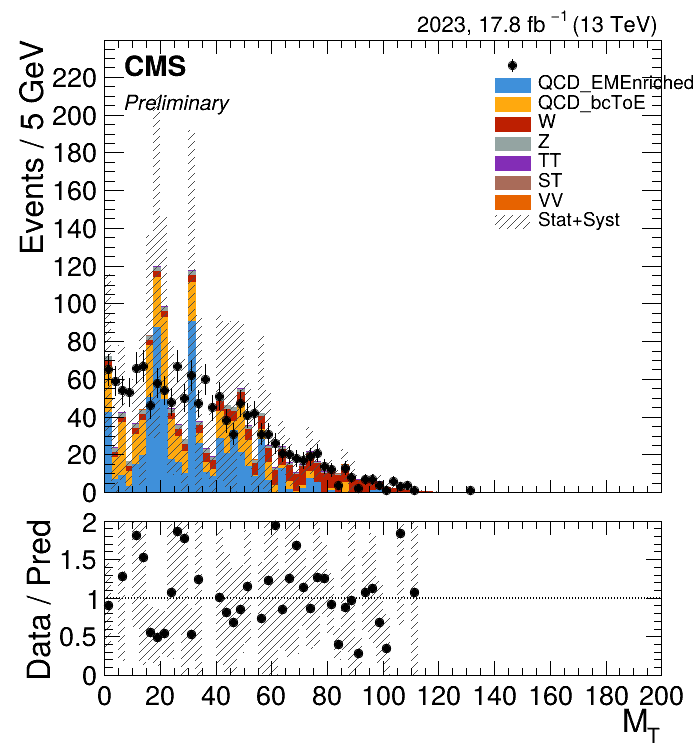 2023, 17.8 fb⁻¹ (13 TeV)
CMS
Preliminary
QCD_EMEnriched
QCD_bcToE
W
Z
TT
ST
VV
Stat+Syst
Events / 5 GeV
220
200
180
160
140
120
100
80
60
40
20
0
Data / Pred
2
1.5
1
0.5
0
0 20 40 60 80 100 120 140 160 180 200
M_T